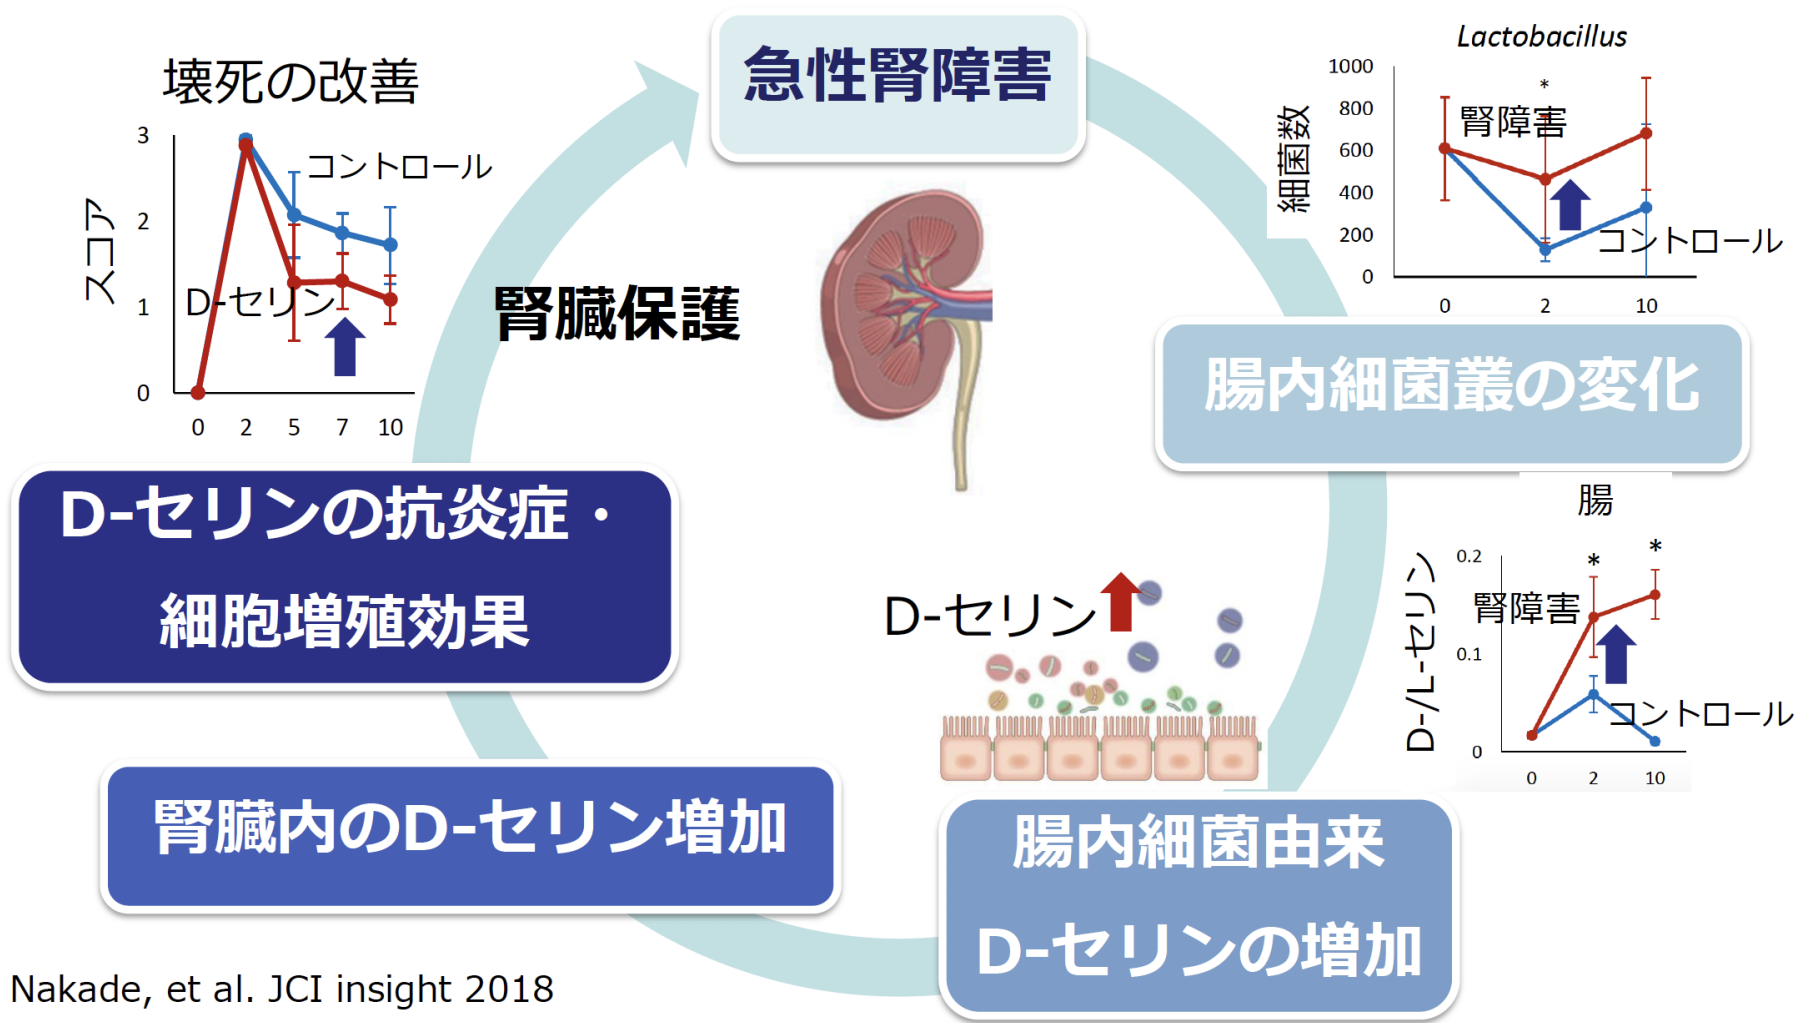 急性腎障害
壊死の改善
スコア
3
2
1
0
0 2 5 7 10
コントロール
D-セリン
腎臓保護
Lactobacillus
細菌数
1000
800
600
400
200
0
0 2 10
*
腎障害
コントロール
腸内細菌叢の変化
腸
D-/L-セリン
0.2
0.1
0
0 2 10
* *
腎障害
コントロール
D-セリン
腸内細菌由来
D-セリンの増加
腎臓内のD-セリン増加
D-セリンの抗炎症・
細胞増殖効果
Nakade, et al. JCI insight 2018